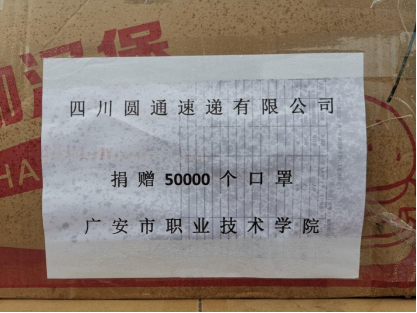 四川圆通速递有限公司
捐赠 50000 个口罩
广安市职业技术学院
HA